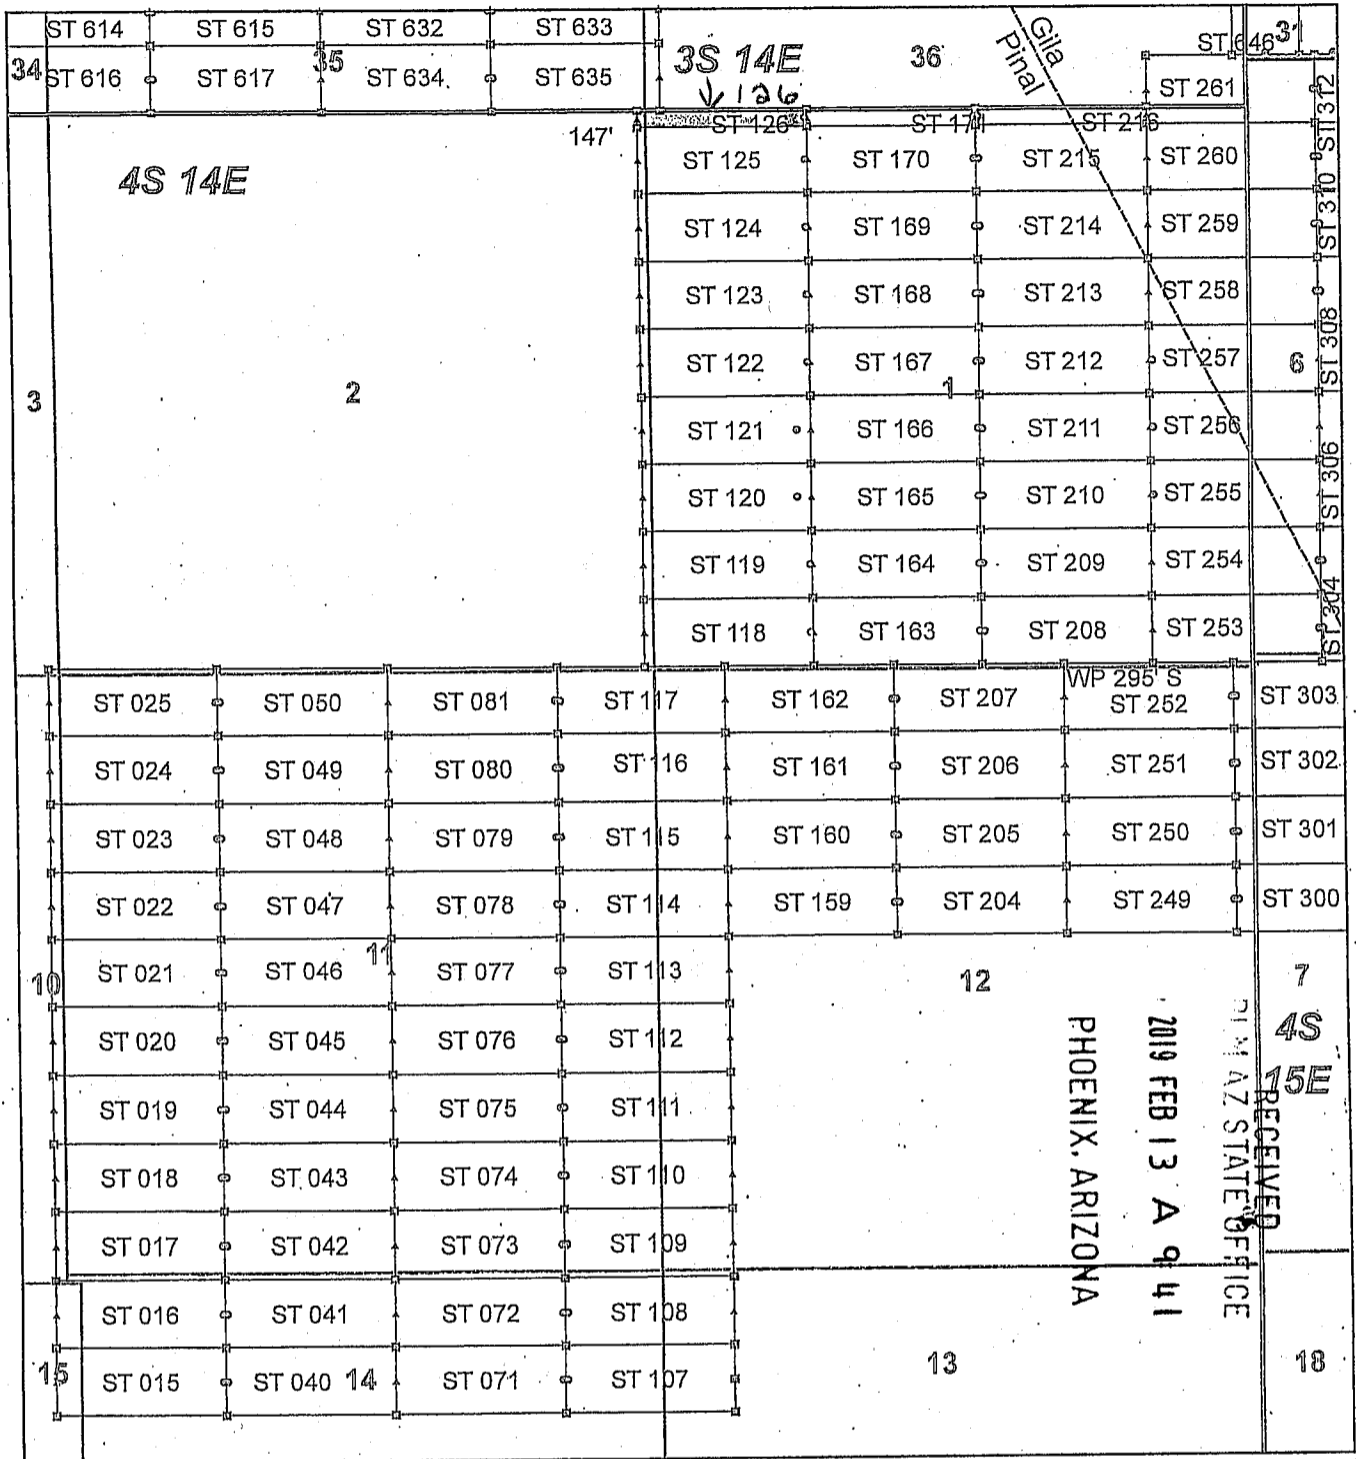 ST 614 ST 615 ST 632 ST 633
34 35 3S 14E 36 Gila Pinal ST 646 31
ST 616 ST 617 ST 634 ST 635 ST 261 ST 312
↓ 126
147' ST 126 ST 171 ST 216
4S 14E ST 125 ST 170 ST 215 ST 260 ST 310
ST 124 ST 169 ST 214 ST 259
ST 123 ST 168 ST 213 ST 258
ST 122 ST 167 ST 212 ST 257 6 ST 308
3 2 1
ST 121 ST 166 ST 211 ST 256
ST 120 ST 165 ST 210 ST 255 ST 306
ST 119 ST 164 ST 209 ST 254
ST 118 ST 163 ST 208 ST 253 ST 304
WP 295' S
ST 025 ST 050 ST 081 ST 117 ST 162 ST 207 ST 252 ST 303
ST 024 ST 049 ST 080 ST 116 ST 161 ST 206 ST 251 ST 302
ST 023 ST 048 ST 079 ST 115 ST 160 ST 205 ST 250 ST 301
ST 022 ST 047 ST 078 ST 114 ST 159 ST 204 ST 249 ST 300
11
10 ST 021 ST 046 ST 077 ST 113 12 7
4S
15E
ST 020 ST 045 ST 076 ST 112
ST 019 ST 044 ST 075 ST 111
ST 018 ST 043 ST 074 ST 110
ST 017 ST 042 ST 073 ST 109
ST 016 ST 041 ST 072 ST 108
15 ST 015 ST 040 14 ST 071 ST 107 13 18
RECEIVED
BLM AZ STATE OFFICE
2019 FEB 13 A 9 41
PHOENIX, ARIZONA